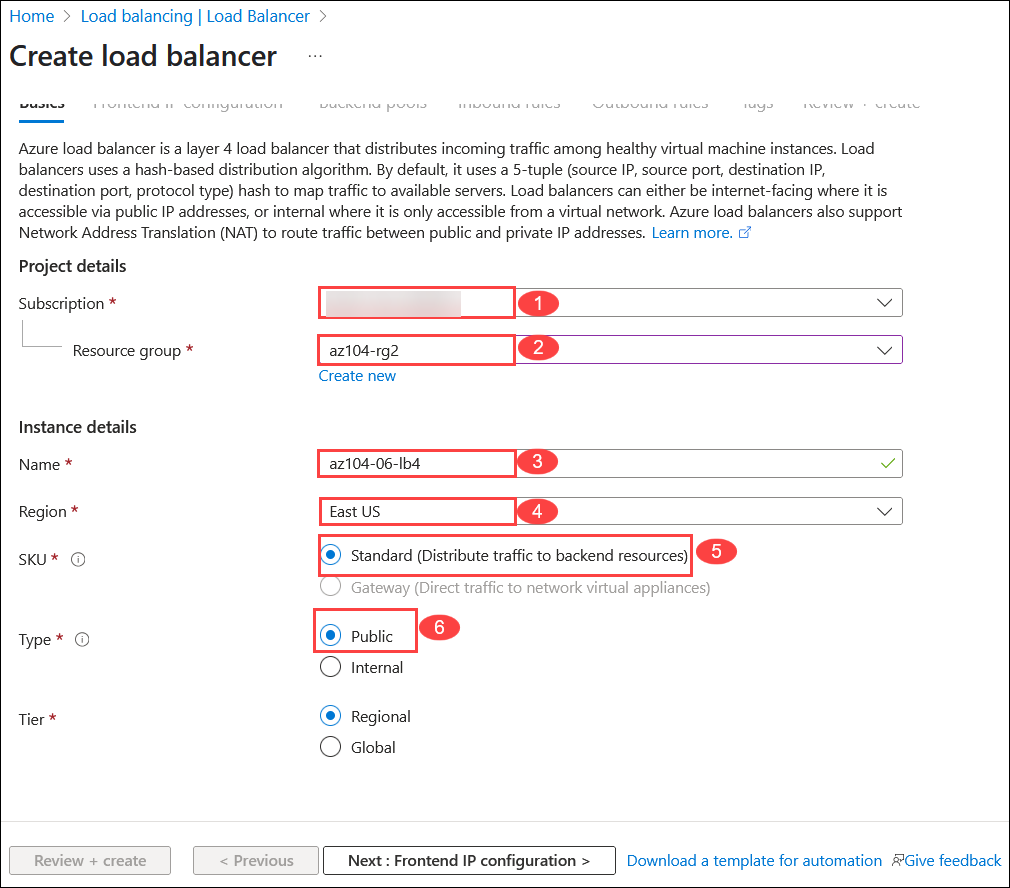 Home > Load balancing | Load Balancer >
Create load balancer ...
Basics Frontend IP configuration Backend pools Inbound rules Outbound rules Tags Review + create
Azure load balancer is a layer 4 load balancer that distributes incoming traffic among healthy virtual machine instances. Load
balancers uses a hash-based distribution algorithm. By default, it uses a 5-tuple (source IP, source port, destination IP,
destination port, protocol type) hash to map traffic to available servers. Load balancers can either be internet-facing where it is
accessible via public IP addresses, or internal where it is only accessible from a virtual network. Azure load balancers also support
Network Address Translation (NAT) to route traffic between public and private IP addresses. Learn more.
Project details
Subscription * 1
Resource group * az104-rg2 2
Create new
Instance details
Name * az104-06-lb4 3
Region * East US 4
SKU * Standard (Distribute traffic to backend resources) 5
Gateway (Direct traffic to network virtual appliances)
Type * Public 6
Internal
Tier * Regional
Global
Review + create < Previous Next : Frontend IP configuration > Download a template for automation Give feedback